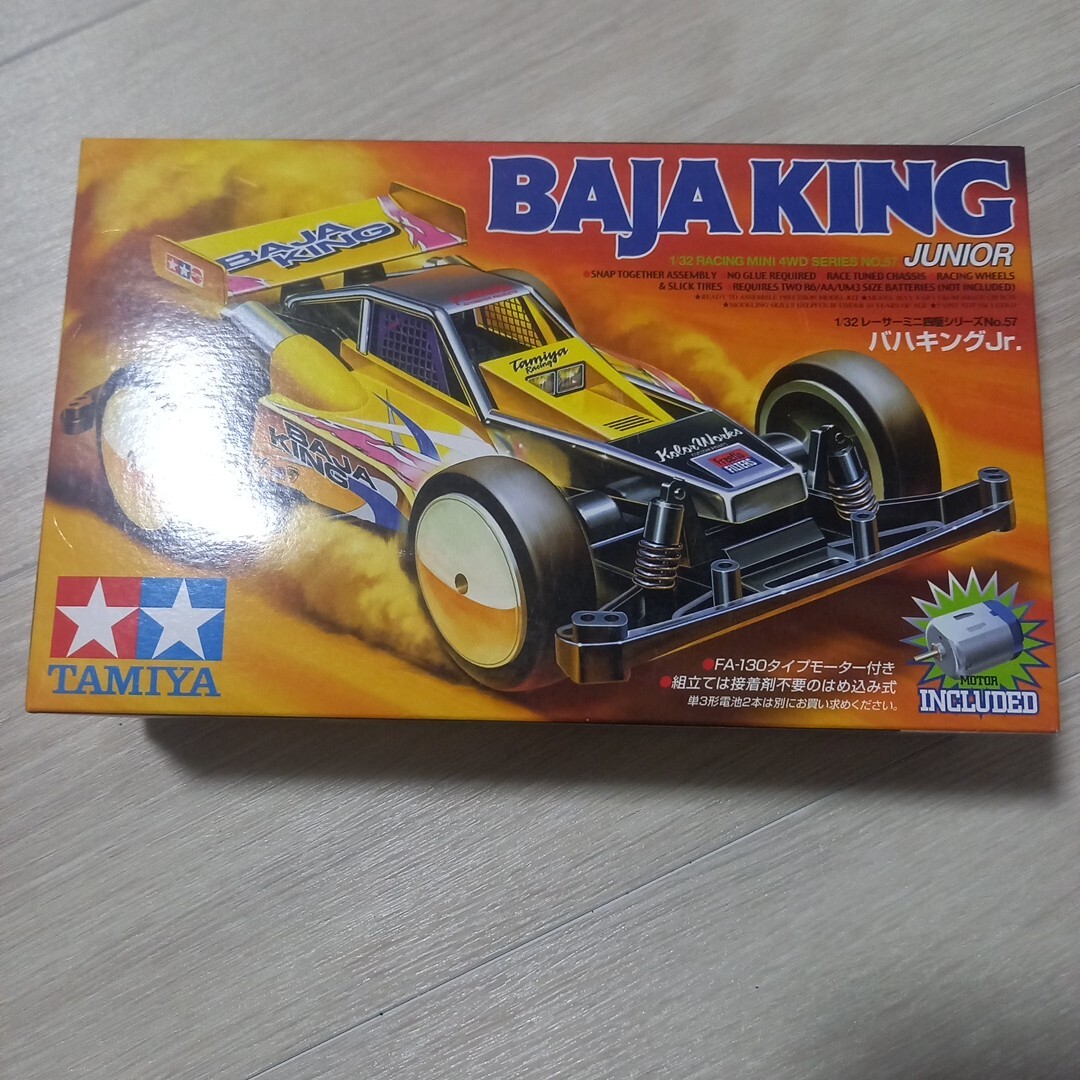 BAJA KING
JUNIOR
1/32 RACING MINI 4WD SERIES NO.57
●SNAP TOGETHER ASSEMBLY ●NO GLUE REQUIRED ●RACE TUNED CHASSIS ●RACING WHEELS
& SLICK TIRES ●REQUIRES TWO R6/AA/UM3 SIZE BATTERIES (NOT INCLUDED)
1/32 レーサーミニ四駆シリーズNo.57
バハキングJr.
BAJA
KING
Tamiya
Racing
BAJA
KING
KolorWorks
FILTERS
TAMIYA
●FA-130タイプモーター付き
●組立ては接着剤不要のはめ込み式
単3形電池2本は別にお買い求めください。
MOTOR
INCLUDED